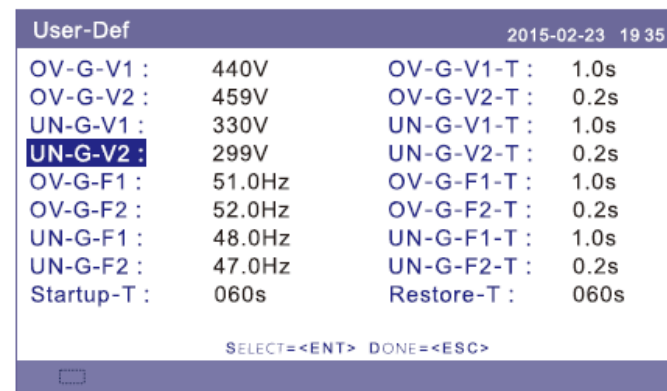 User-Def 2015-02-23 19 35
OV-G-V1 : 440V OV-G-V1-T : 1.0s
OV-G-V2 : 459V OV-G-V2-T : 0.2s
UN-G-V1 : 330V UN-G-V1-T : 1.0s
UN-G-V2 : 299V UN-G-V2-T : 0.2s
OV-G-F1 : 51.0Hz OV-G-F1-T : 1.0s
OV-G-F2 : 52.0Hz OV-G-F2-T : 0.2s
UN-G-F1 : 48.0Hz UN-G-F1-T : 1.0s
UN-G-F2 : 47.0Hz UN-G-F2-T : 0.2s
Startup-T : 060s Restore-T : 060s
SELECT=<ENT> DONE=<ESC>